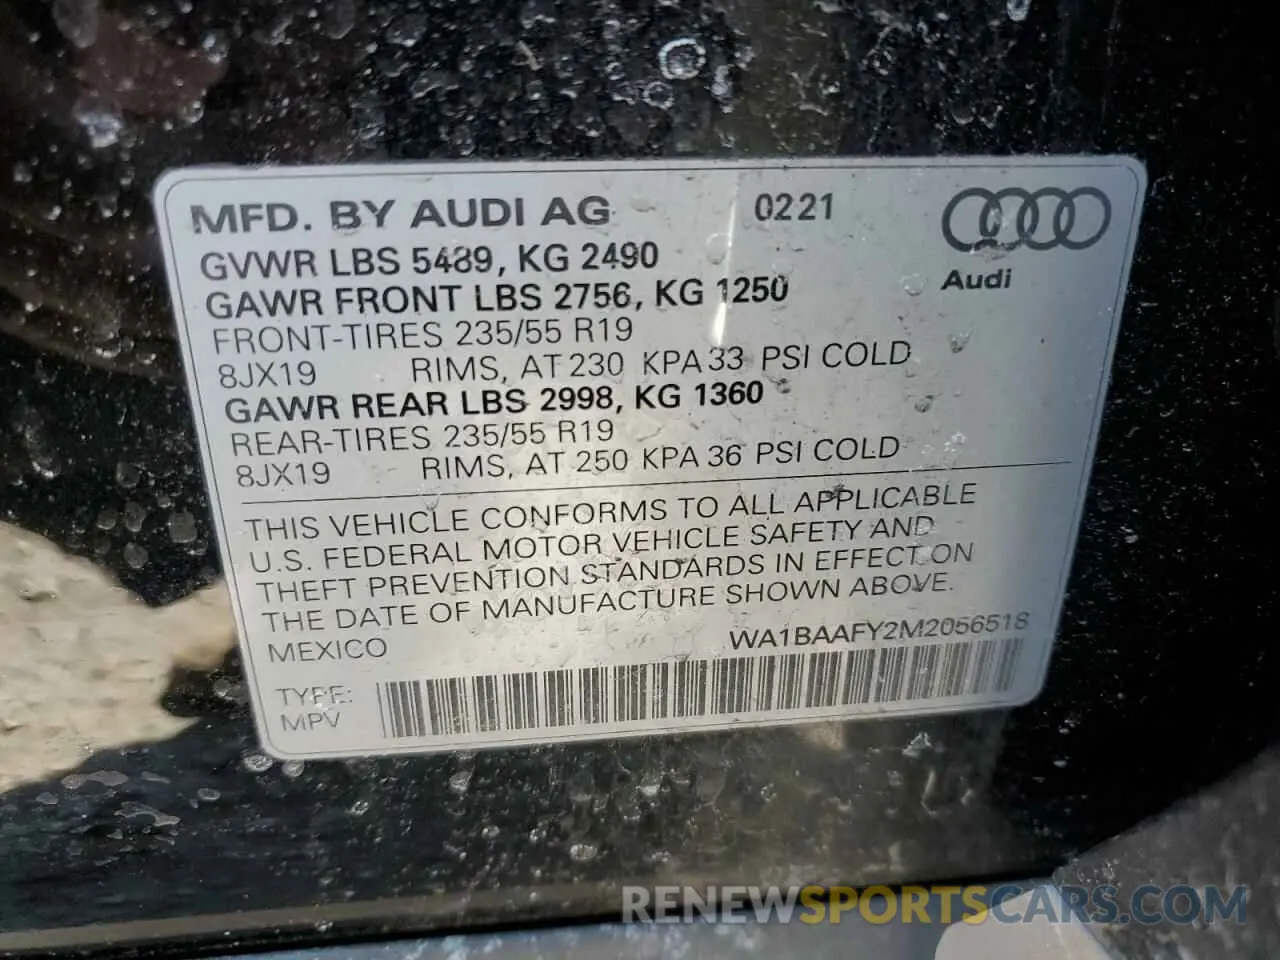 MFD. BY AUDI AG 0221
GVWR LBS 5489, KG 2490
GAWR FRONT LBS 2756, KG 1250
Audi
FRONT-TIRES 235/55 R19
8JX19 RIMS, AT 230 KPA 33 PSI COLD
GAWR REAR LBS 2998, KG 1360
REAR-TIRES 235/55 R19
8JX19 RIMS, AT 250 KPA 36 PSI COLD
THIS VEHICLE CONFORMS TO ALL APPLICABLE
U.S. FEDERAL MOTOR VEHICLE SAFETY AND
THEFT PREVENTION STANDARDS IN EFFECT ON
THE DATE OF MANUFACTURE SHOWN ABOVE.
MEXICO WA1BAAFY2M2056518
TYPE:
MPV
RENEWSPORTSCARS.COM